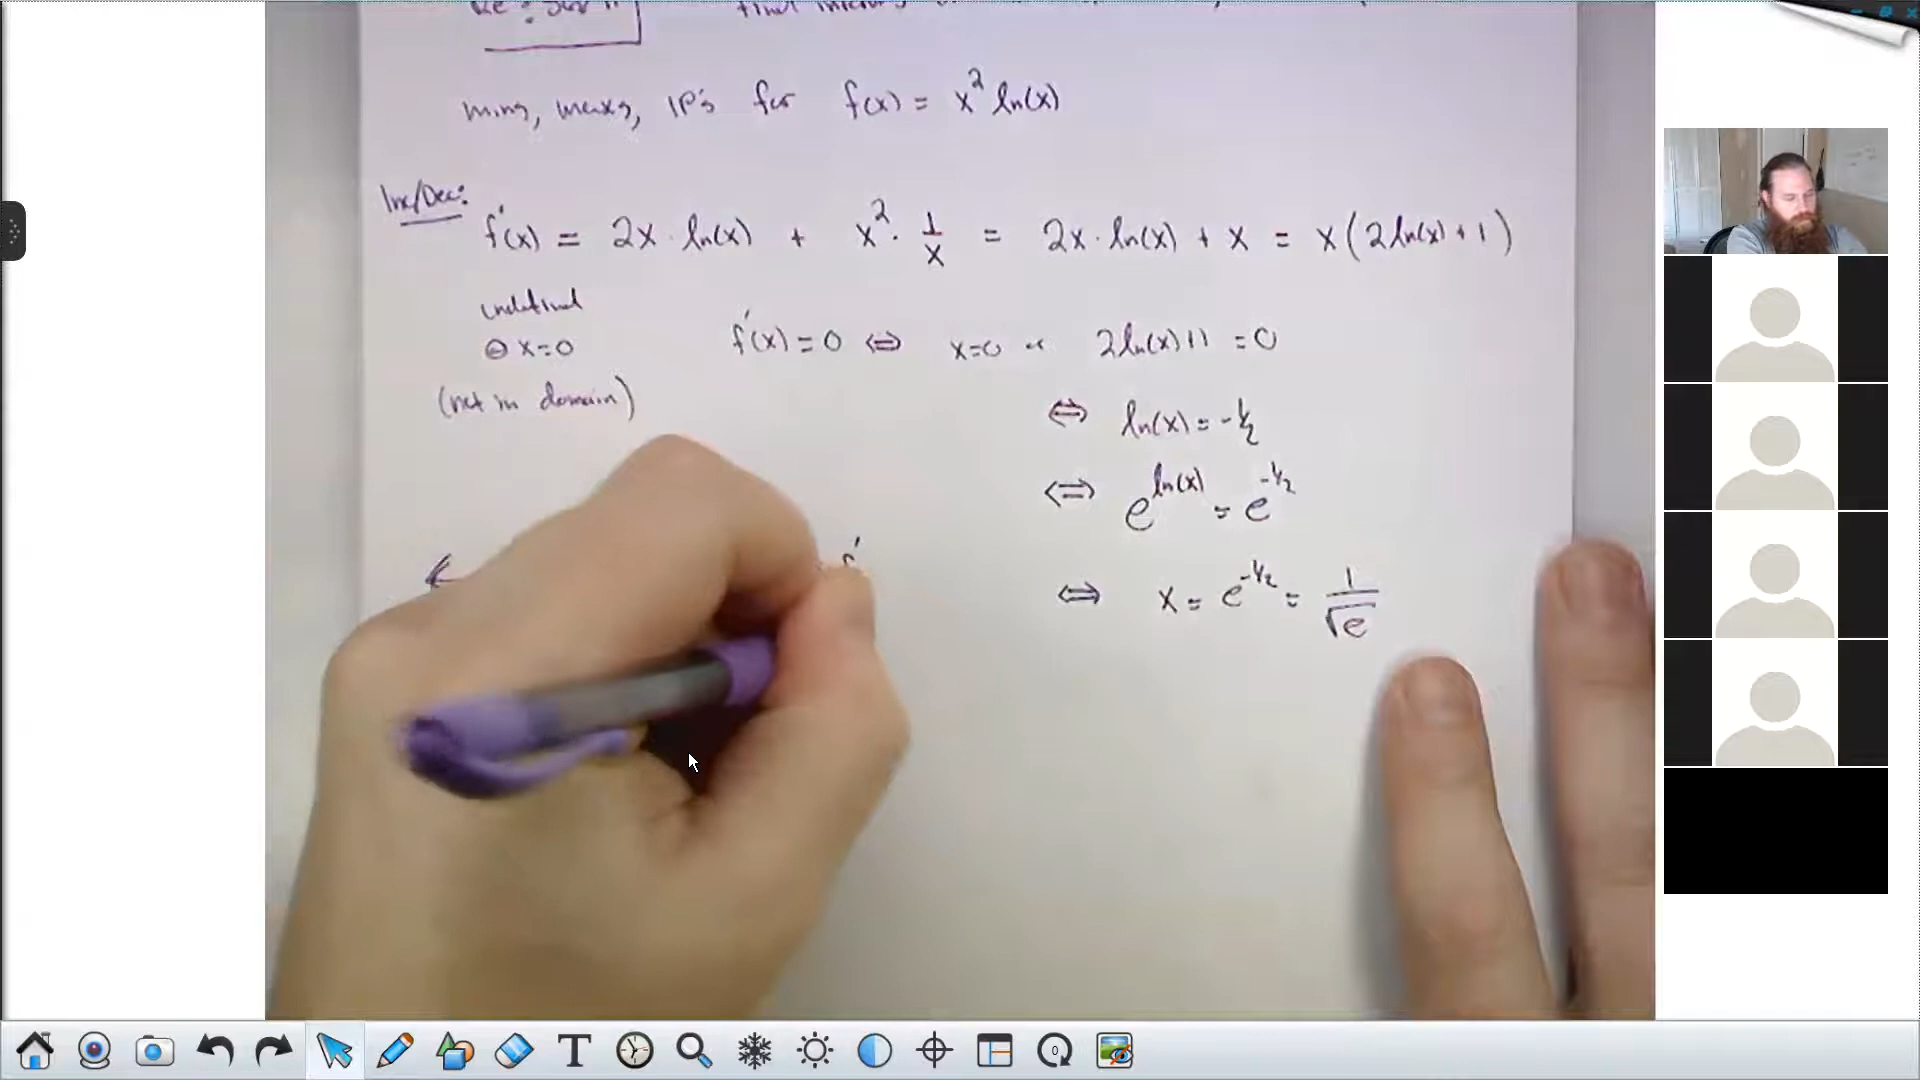 mins, maxs, IP's for f(x) = x² ln(x)
Inc/Dec:
f'(x) = 2x · ln(x) + x² · 1/x = 2x · ln(x) + x = x(2ln(x) + 1)
undefined
@ x=0
(not in domain)
f'(x) = 0 ⇔ x=0 or 2ln(x)+1 = 0
⇔ ln(x) = -1/2
⇔ e^ln(x) = e^-1/2
f'
⇔ x = e^-1/2 = 1/√e
T
0